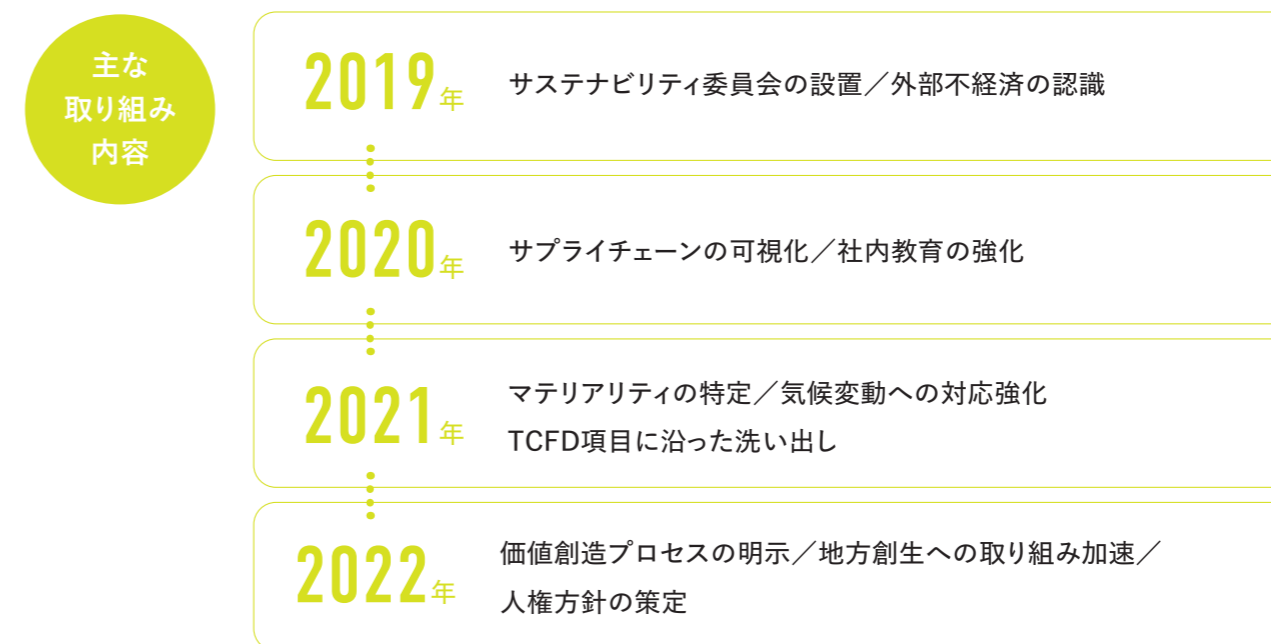 主な
取り組み
内容
2019年
サステナビリティ委員会の設置／外部不経済の認識
2020年
サプライチェーンの可視化／社内教育の強化
2021年
マテリアリティの特定／気候変動への対応強化
TCFD項目に沿った洗い出し
2022年
価値創造プロセスの明示／地方創生への取り組み加速／
人権方針の策定